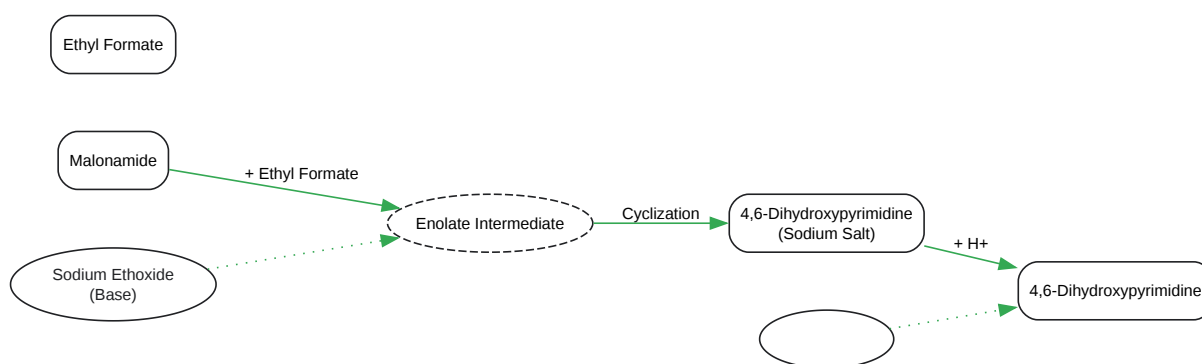 Ethyl Formate
Malonamide
+ Ethyl Formate
Enolate Intermediate
Sodium Ethoxide
(Base)
Cyclization
4,6-Dihydroxypyrimidine
(Sodium Salt)
+ H+
4,6-Dihydroxypyrimidine